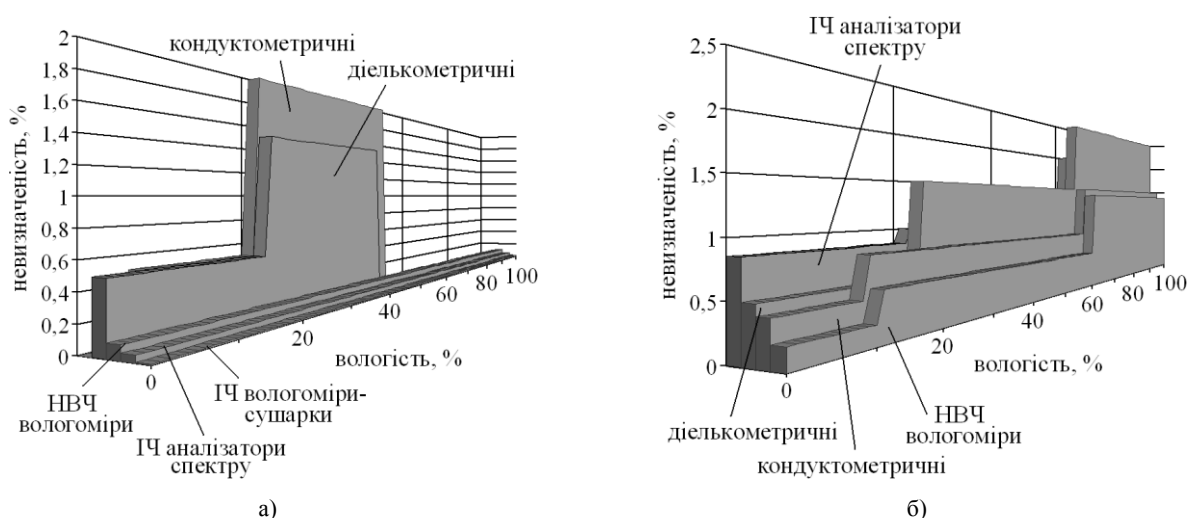 2
1,8
1,6
1,4
1,2
1
0,8
0,6
0,4
0,2
0
невизначеність, %
кондуктометричні
діелькометричні
0
20
40
60
80
100
вологість, %
НВЧ
вологоміри
ІЧ аналізатори
спектру
ІЧ вологоміри-
сушарки
а)
2,5
2
1,5
1
0,5
0
невизначеність, %
ІЧ аналізатори
спектру
0
20
40
60
80
100
вологість, %
діелькометричні
кондуктометричні
НВЧ
вологоміри
б)